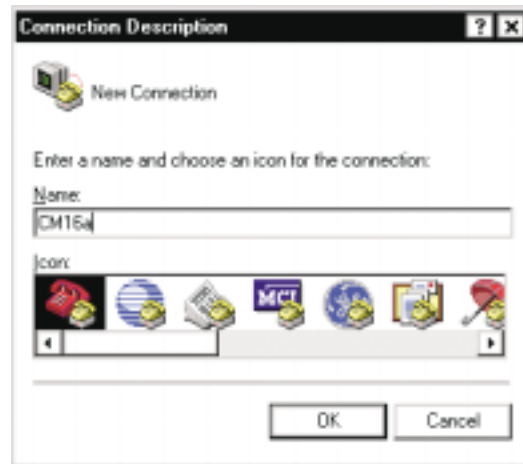 Connection Description
New Connection
Enter a name and choose an icon for the connection:
Name:
CM16a
Icon:
MCI
OK
Cancel